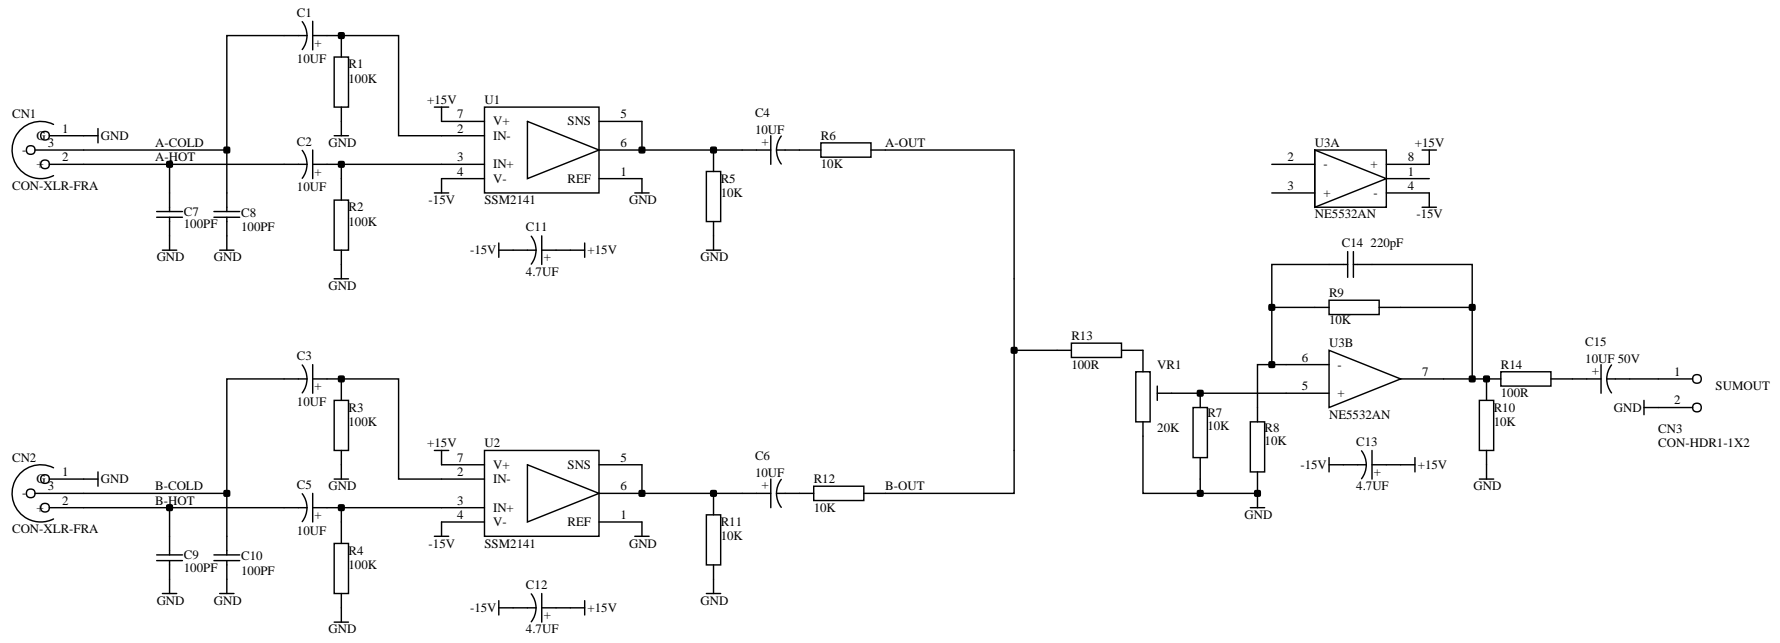 C1
10UF
+
R1
100K
GND
CN1
G
1
GND
3
A-COLD
-
2
A-HOT
+
CON-XLR-FRA
C2
10UF
+
R2
100K
GND
C7
100PF
GND
C8
100PF
GND
+15V
U1
7
V+
2
IN-
3
IN+
4
V-
-15V
SSM2141
SNS
5
6
REF
1
GND
C11
-15V
+15V
+
4.7UF
C4
10UF
+
R5
10K
GND
R6
10K
A-OUT
C3
10UF
+
R3
100K
GND
CN2
G
1
GND
3
B-COLD
-
2
B-HOT
+
CON-XLR-FRA
C5
10UF
+
R4
100K
GND
C9
100PF
GND
C10
100PF
GND
+15V
U2
7
V+
2
IN-
3
IN+
4
V-
-15V
SSM2141
SNS
5
6
REF
1
GND
C12
-15V
+15V
+
4.7UF
C6
10UF
+
R11
10K
GND
R12
10K
B-OUT
R13
100R
VR1
20K
R7
10K
R8
10K
GND
U3A
2
-
3
+
+
8
+15V
1
-
4
-15V
NE5532AN
C14 220pF
R9
10K
U3B
6
-
5
+
7
NE5532AN
C13
-15V
+15V
+
4.7UF
R10
10K
GND
R14
100R
C15
10UF 50V
+
1
SUMOUT
GND
2
CN3
CON-HDR1-1X2